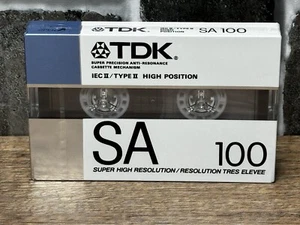 TDK
SA 100
SUPER PRECISION ANTI-RESONANCE
CASSETTE MECHANISM
IEC II/TYPE II HIGH POSITION
SA 100
SUPER HIGH RESOLUTION/RESOLUTION TRES ELEVEE